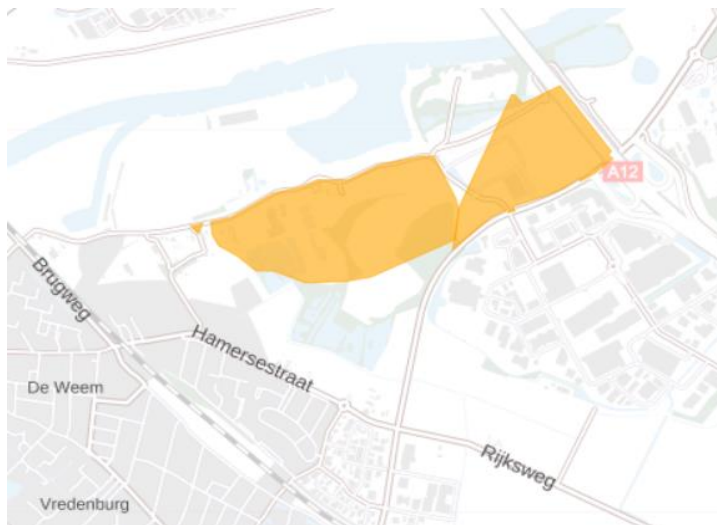 A12
Brugweg
Hamersestraat
De Weem
Rijksweg
Vredenburg